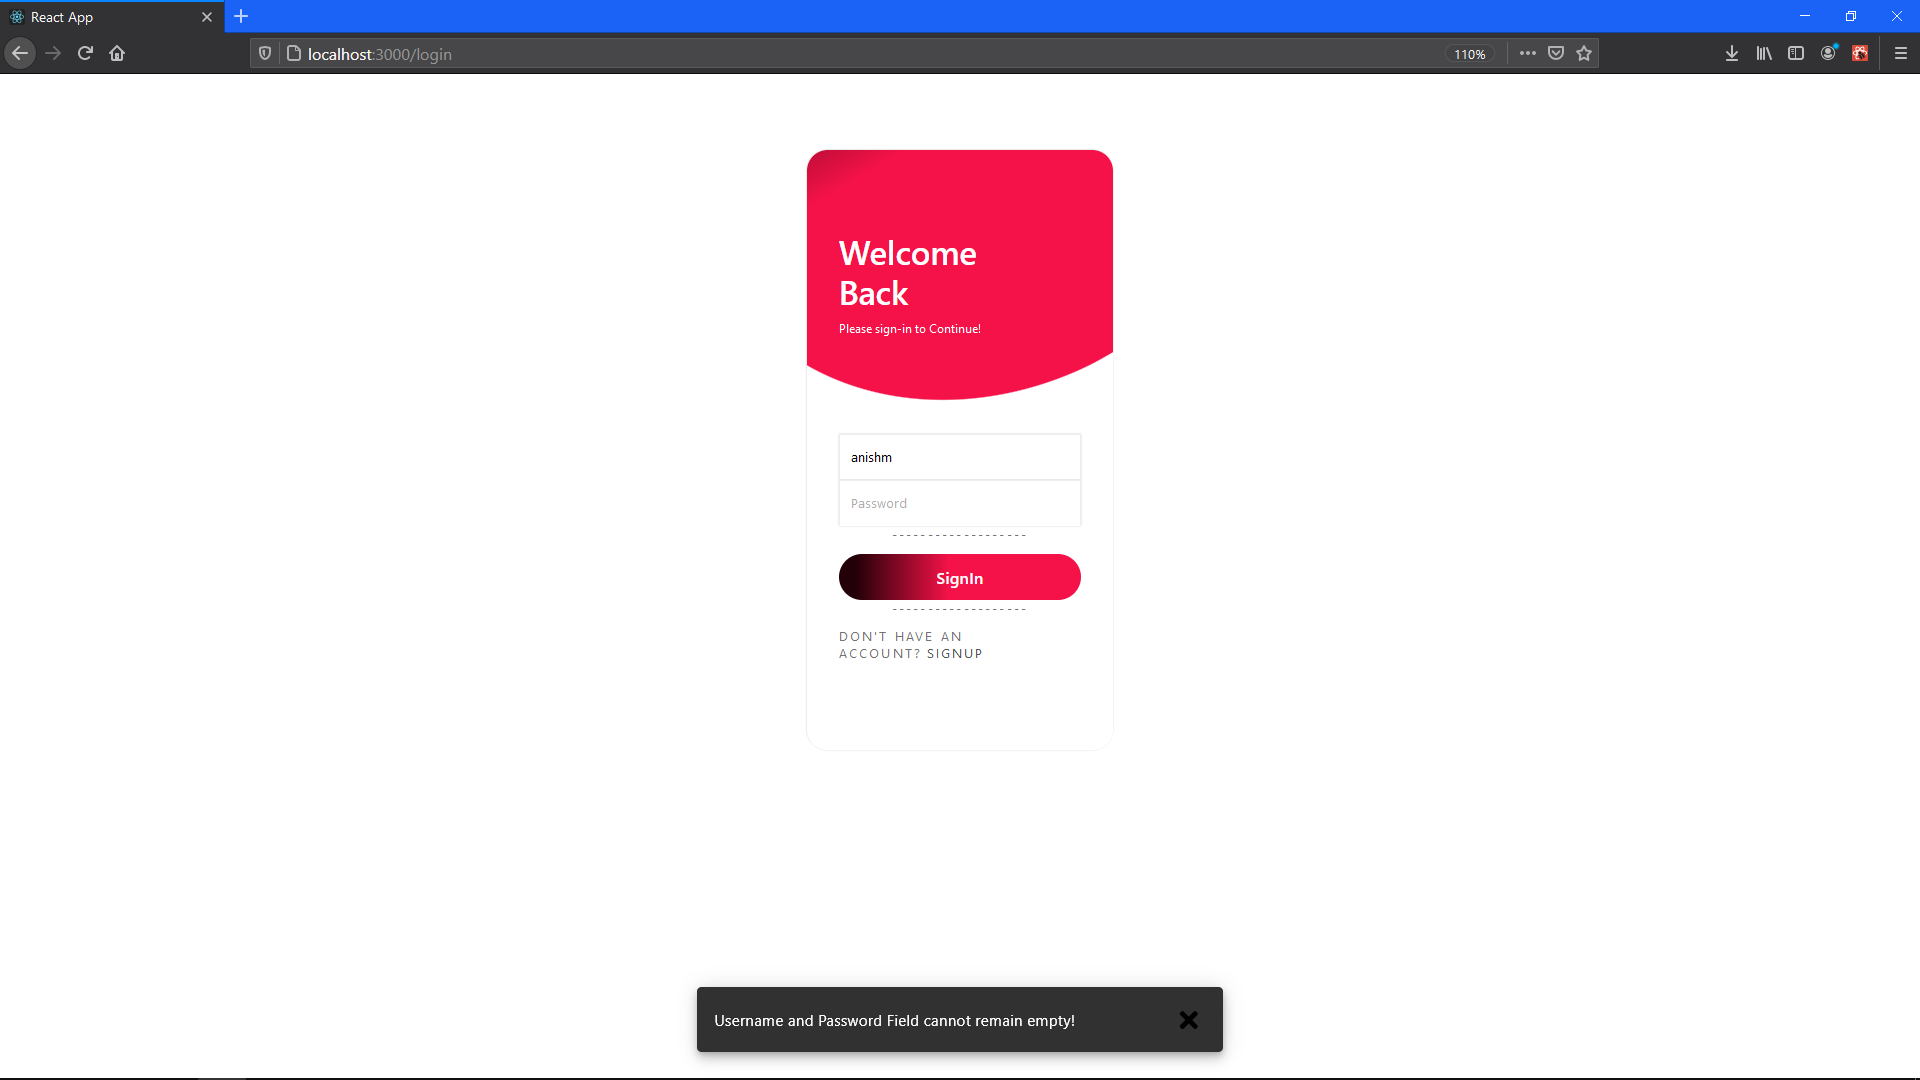 React App
localhost:3000/login
110%
Welcome
Back
Please sign-in to Continue!
anishm
Password
------------------
SignIn
------------------
DON'T HAVE AN
ACCOUNT? SIGNUP
Username and Password Field cannot remain empty!